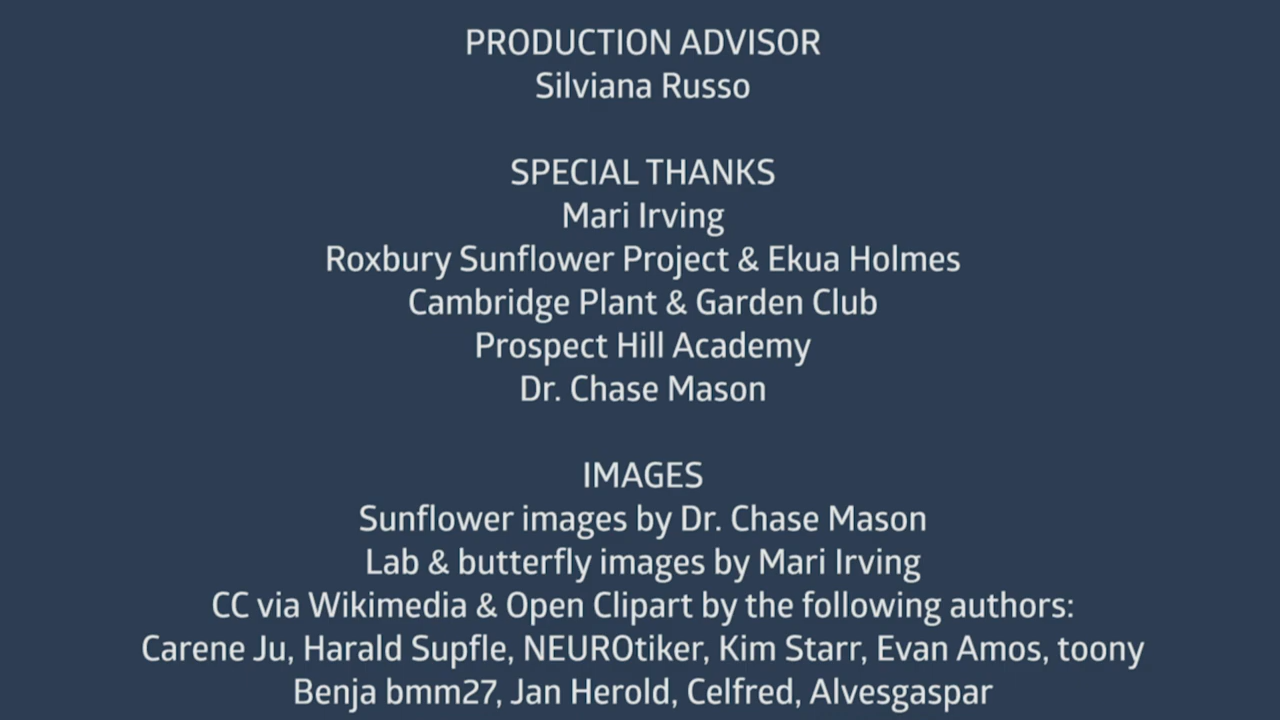 PRODUCTION ADVISOR
Silviana Russo
SPECIAL THANKS
Mari Irving
Roxbury Sunflower Project & Ekua Holmes
Cambridge Plant & Garden Club
Prospect Hill Academy
Dr. Chase Mason
IMAGES
Sunflower images by Dr. Chase Mason
Lab & butterfly images by Mari Irving
CC via Wikimedia & Open Clipart by the following authors:
Carene Ju, Harald Supfle, NEUROtiker, Kim Starr, Evan Amos, toony
Benja bmm27, Jan Herold, Celfred, Alvesgaspar